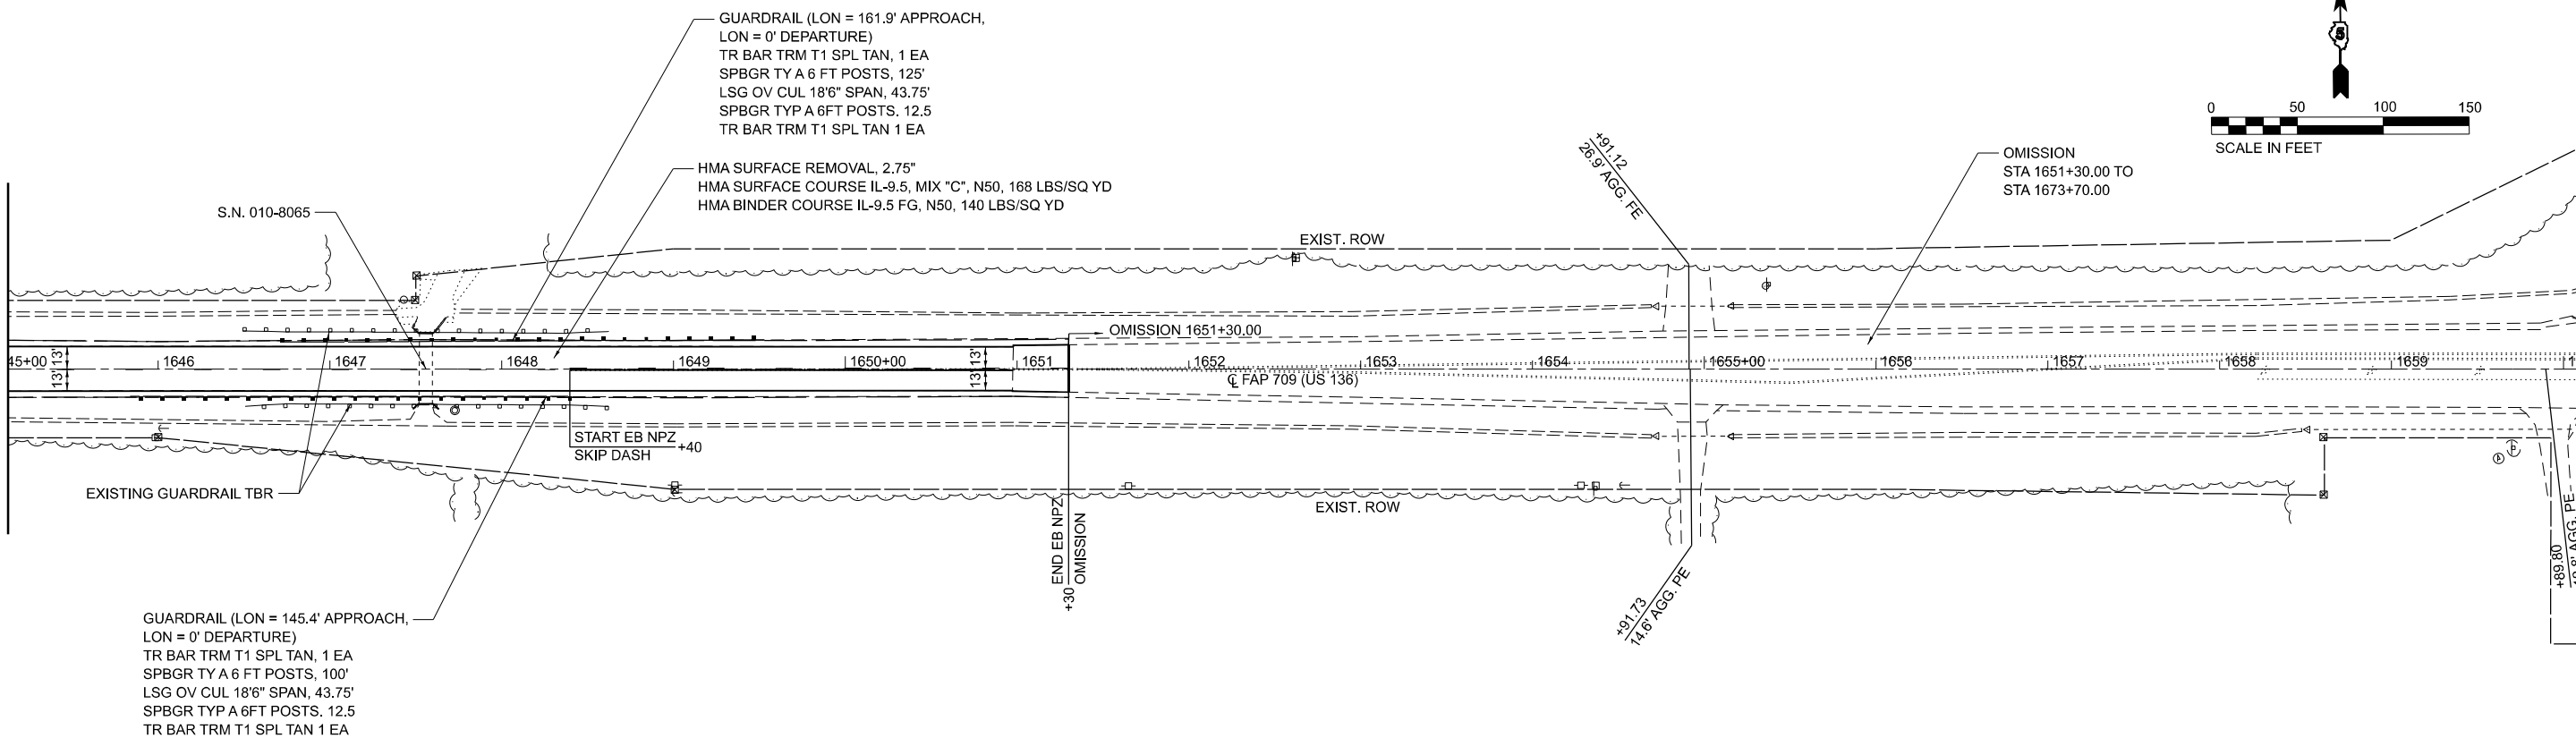 GUARDRAIL (LON = 161.9' APPROACH,
LON = 0' DEPARTURE)
TR BAR TRM T1 SPL TAN, 1 EA
SPBGR TY A 6 FT POSTS, 125'
LSG OV CUL 18'6" SPAN, 43.75'
SPBGR TYP A 6FT POSTS. 12.5
TR BAR TRM T1 SPL TAN 1 EA
HMA SURFACE REMOVAL, 2.75"
HMA SURFACE COURSE IL-9.5, MIX "C", N50, 168 LBS/SQ YD
HMA BINDER COURSE IL-9.5 FG, N50, 140 LBS/SQ YD
S.N. 010-8065
5
0 50 100 150
SCALE IN FEET
OMISSION
STA 1651+30.00 TO
STA 1673+70.00
+91.12
26.9' AGG. FE
EXIST. ROW
OMISSION 1651+30.00
45+00 1646 1647 1648 1649 1650+00 1651 1652 1653 1654 1655+00 1656 1657 1658 1659
13' 13'
13' 13'
℄ FAP 709 (US 136)
START EB NPZ
SKIP DASH
+40
EXISTING GUARDRAIL TBR
EXIST. ROW
END EB NPZ
OMISSION
+30
+91.73
14.6' AGG. PE
+89.80
GUARDRAIL (LON = 145.4' APPROACH,
LON = 0' DEPARTURE)
TR BAR TRM T1 SPL TAN, 1 EA
SPBGR TY A 6 FT POSTS, 100'
LSG OV CUL 18'6" SPAN, 43.75'
SPBGR TYP A 6FT POSTS. 12.5
TR BAR TRM T1 SPL TAN 1 EA